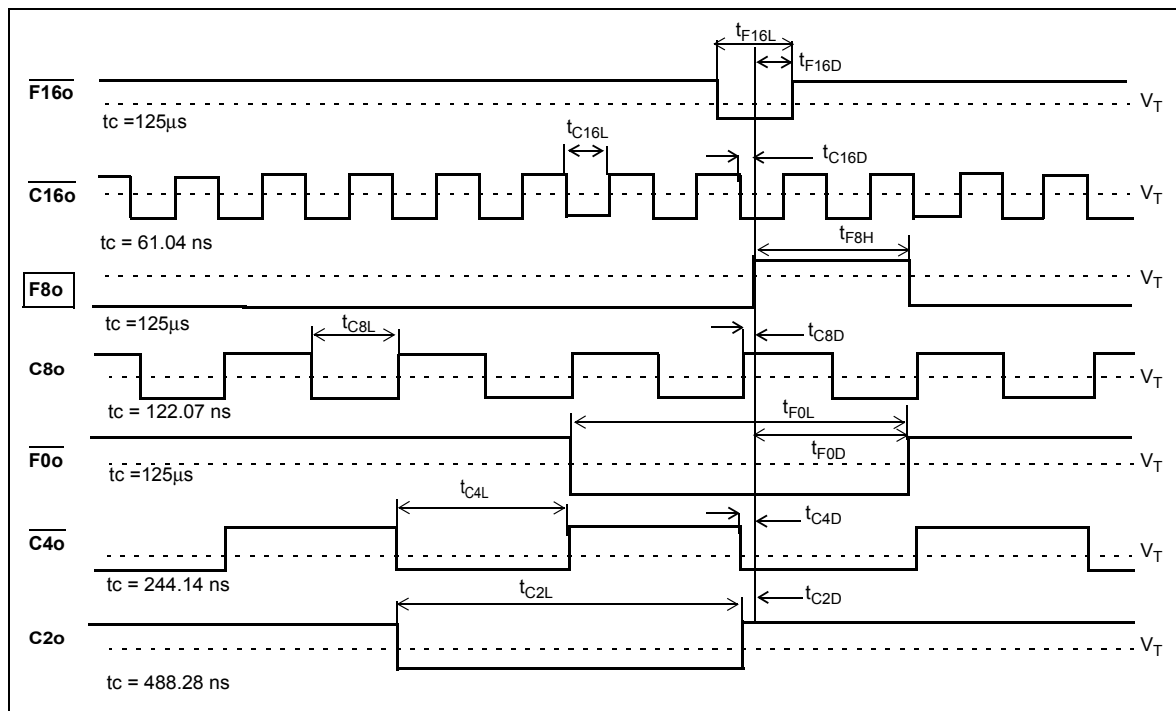 tF16L
tF16D
F16o
VT
tc =125µs
tC16L
tC16D
C16o
VT
tc = 61.04 ns
tF8H
F8o
VT
tc =125µs
tC8L
tC8D
C8o
VT
tc = 122.07 ns
tF0L
F0o
tF0D
VT
tc =125µs
tC4L
tC4D
C4o
VT
tc = 244.14 ns
tC2L
tC2D
C2o
VT
tc = 488.28 ns